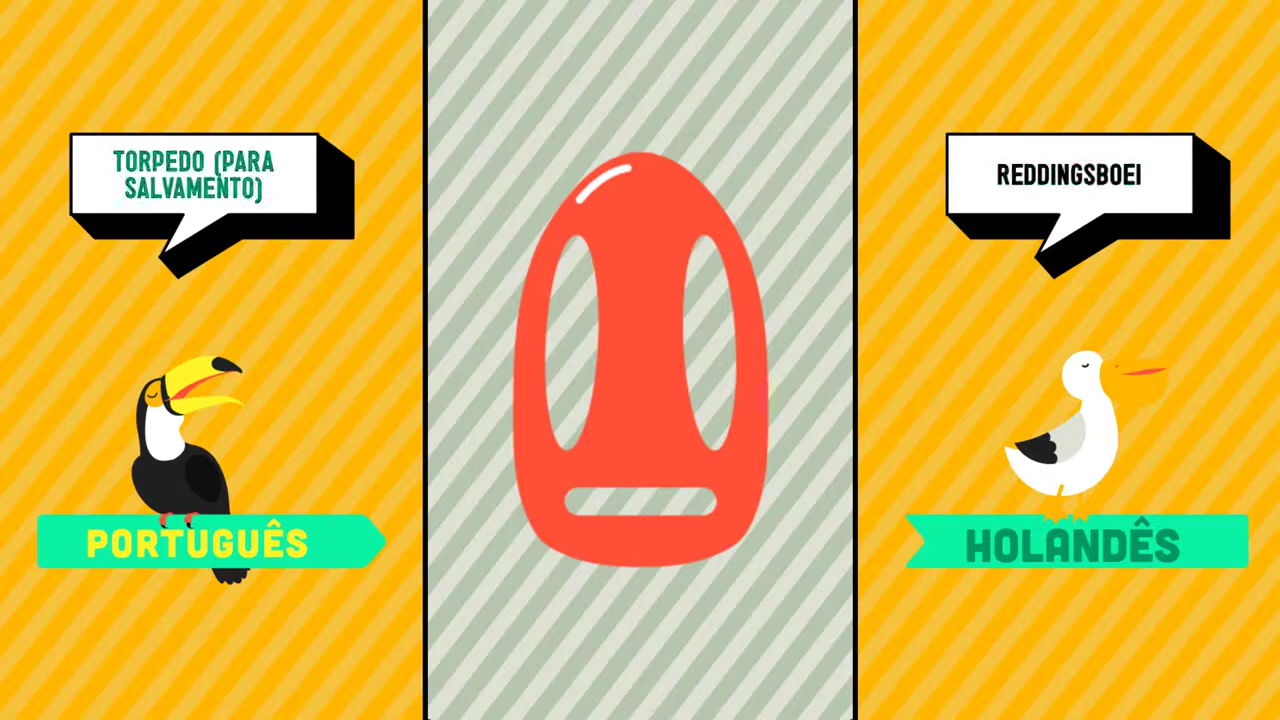 TORPEDO (PARA
SALVAMENTO)
REDDINGSBOEI
PORTUGUÊS
HOLANDÊS